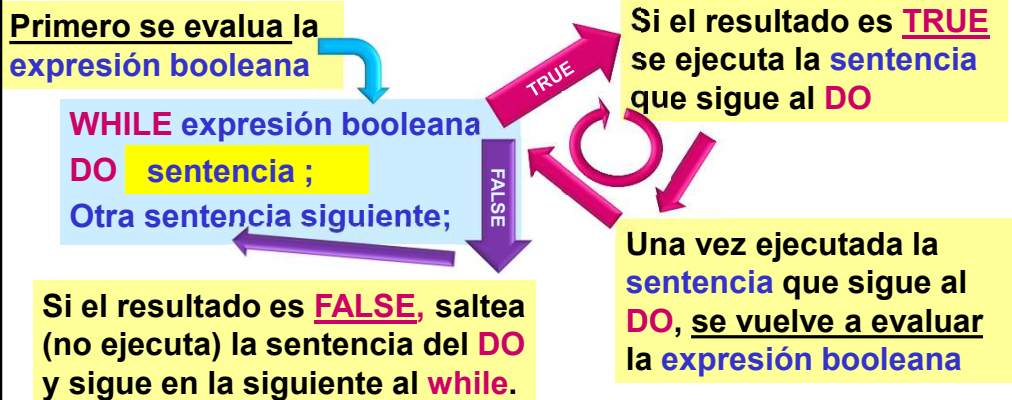 Primero se evalua la
expresión booleana
WHILE expresión booleana
DO sentencia ;
Otra sentencia siguiente;
TRUE
FALSE
Si el resultado es TRUE
se ejecuta la sentencia
que sigue al DO
Una vez ejecutada la
sentencia que sigue al
DO, se vuelve a evaluar
la expresión booleana
Si el resultado es FALSE, saltea
(no ejecuta) la sentencia del DO
y sigue en la siguiente al while.